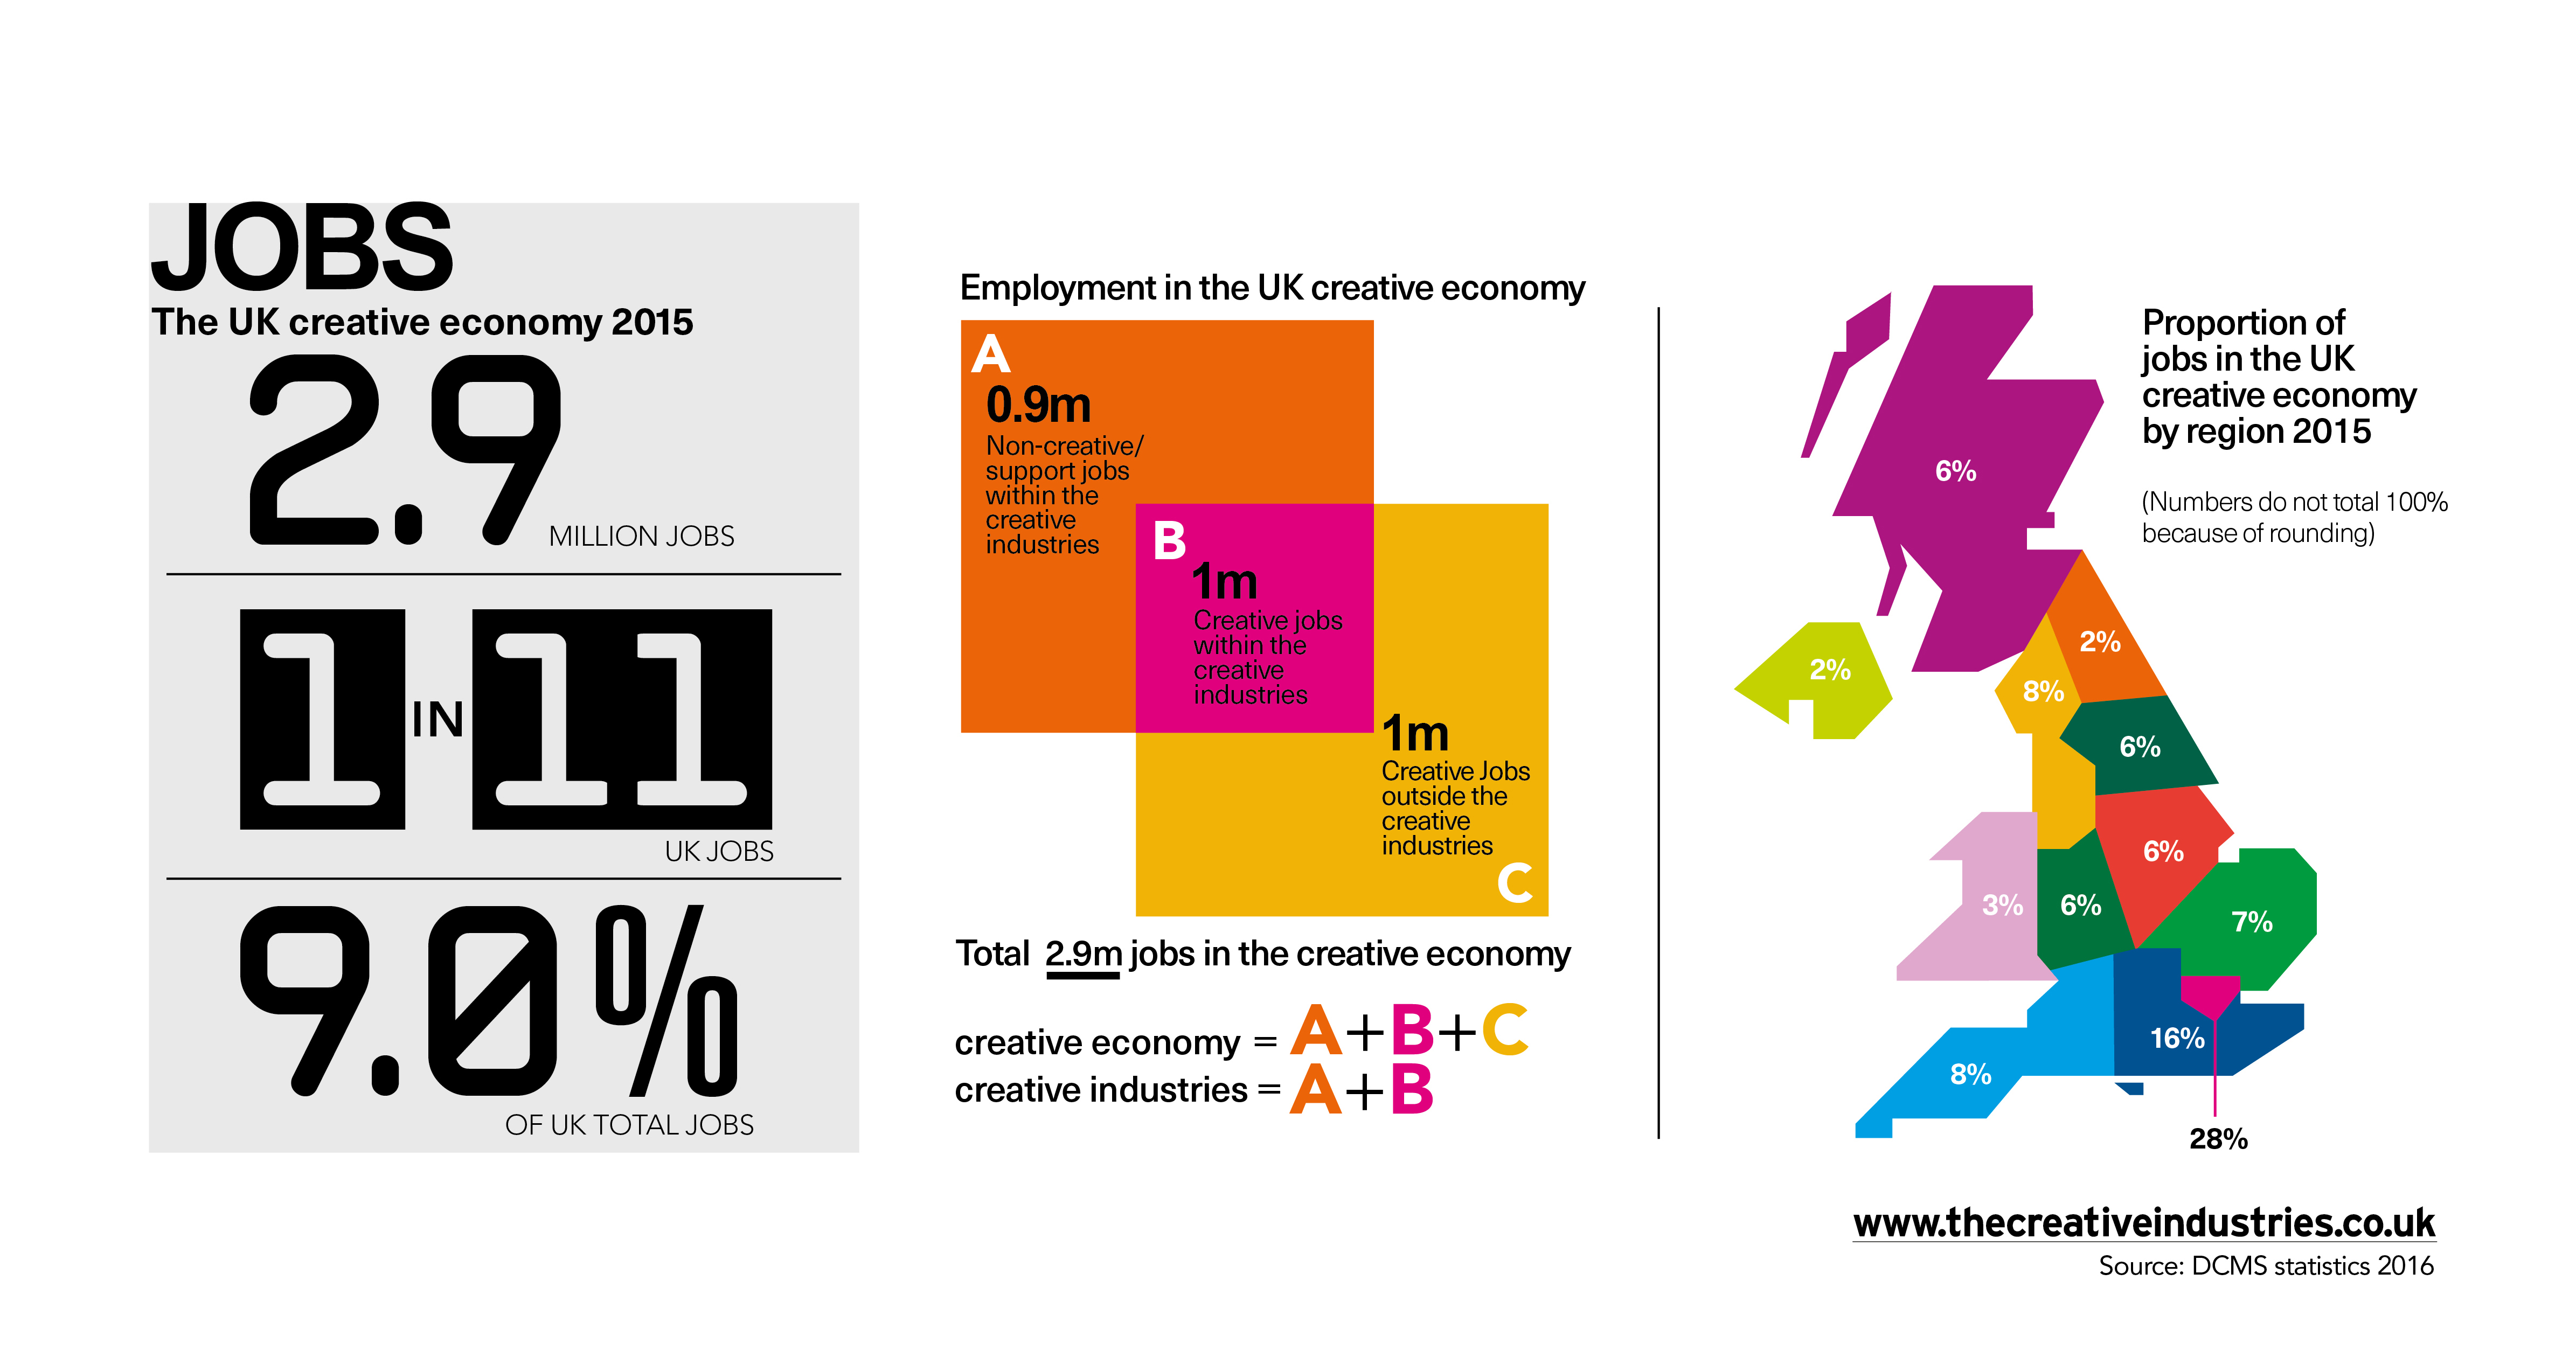 JOBS
The UK creative economy 2015
2.9
MILLION JOBS
1 IN 11
UK JOBS
9.0%
OF UK TOTAL JOBS
Employment in the UK creative economy
A
0.9m
Non-creative/
support jobs
within the
creative
industries
B
1m
Creative jobs
within the
creative
industries
1m
Creative Jobs
outside the
creative
industries
C
Total 2.9m jobs in the creative economy
creative economy = A+B+C
creative industries = A+B
Proportion of
jobs in the UK
creative economy
by region 2015
(Numbers do not total 100%
because of rounding)
6%
2%
2%
8%
6%
6%
3%
6%
7%
16%
8%
28%
www.thecreativeindustries.co.uk
Source: DCMS statistics 2016